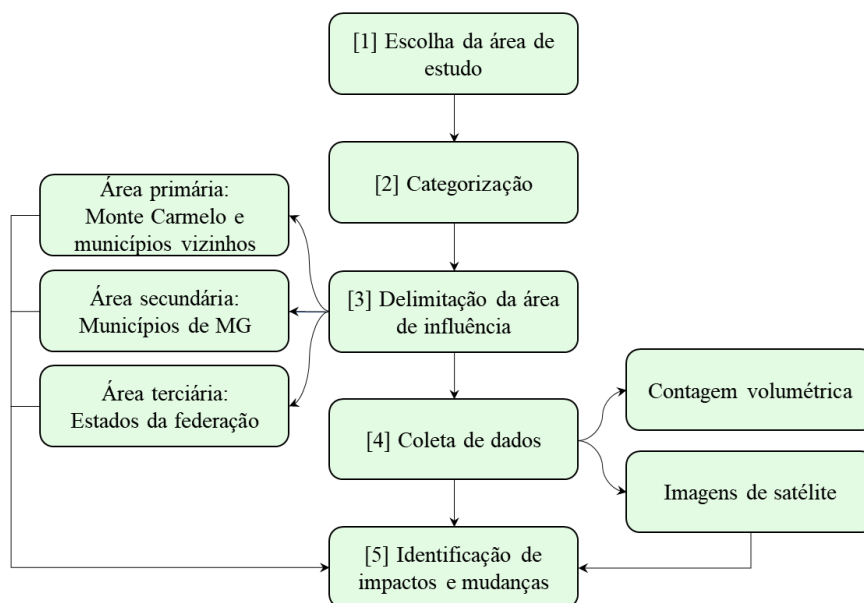 [1] Escolha da área de
estudo
[2] Categorização
Área primária:
Monte Carmelo e
municípios vizinhos
Área secundária:
Municípios de MG
Área terciária:
Estados da federação
[3] Delimitação da área
de influência
[4] Coleta de dados
Contagem volumétrica
Imagens de satélite
[5] Identificação de
impactos e mudanças